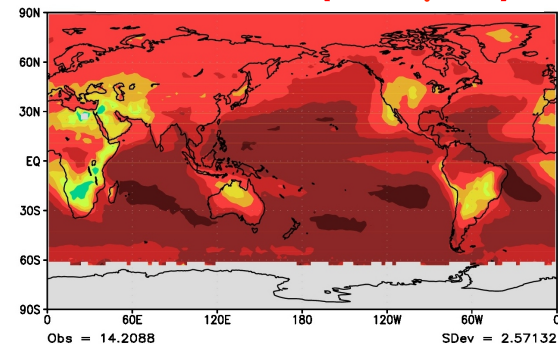 90N
60N
30N
EQ
30S
60S
90S
0 60E 120E 180 120W 60W 0
Obs = 14.2088 SDev = 2.57132